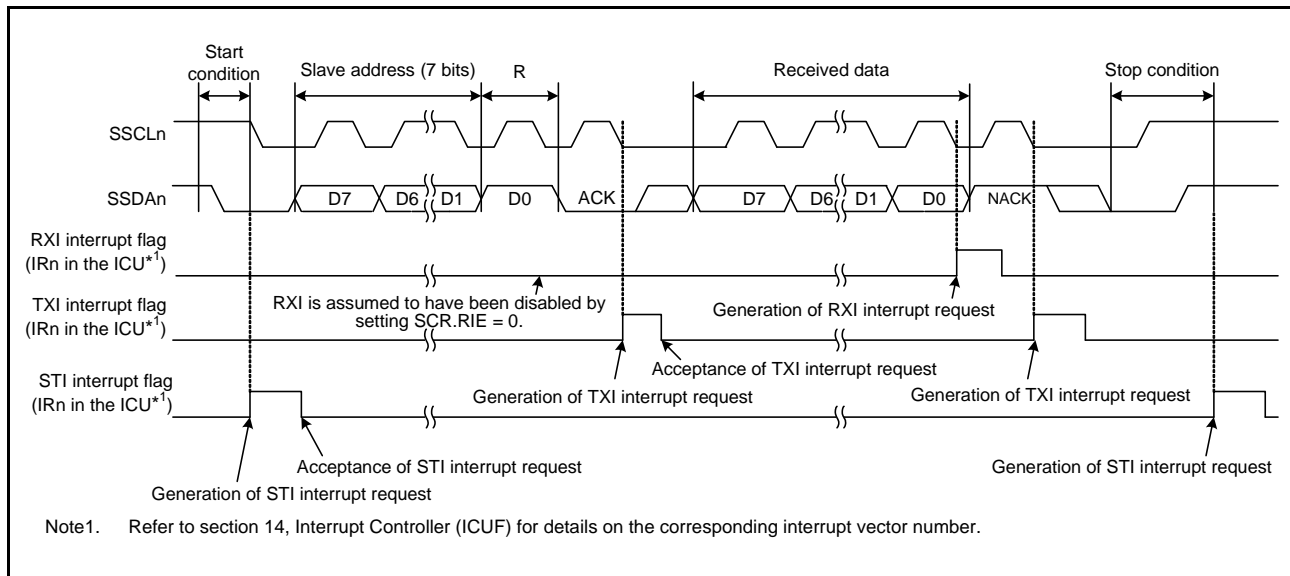 Start
condition
Slave address (7 bits)
R
Received data
Stop condition
SSCLn
SSDAn
D7
D6
D1
D0
ACK
D7
D6
D1
D0
NACK
RXI interrupt flag
(IRn in the ICU*1)
RXI is assumed to have been disabled by
setting SCR.RIE = 0.
Generation of RXI interrupt request
TXI interrupt flag
(IRn in the ICU*1)
Acceptance of TXI interrupt request
Generation of TXI interrupt request
Generation of TXI interrupt request
STI interrupt flag
(IRn in the ICU*1)
Acceptance of STI interrupt request
Generation of STI interrupt request
Generation of STI interrupt request
Note1. Refer to section 14, Interrupt Controller (ICUF) for details on the corresponding interrupt vector number.